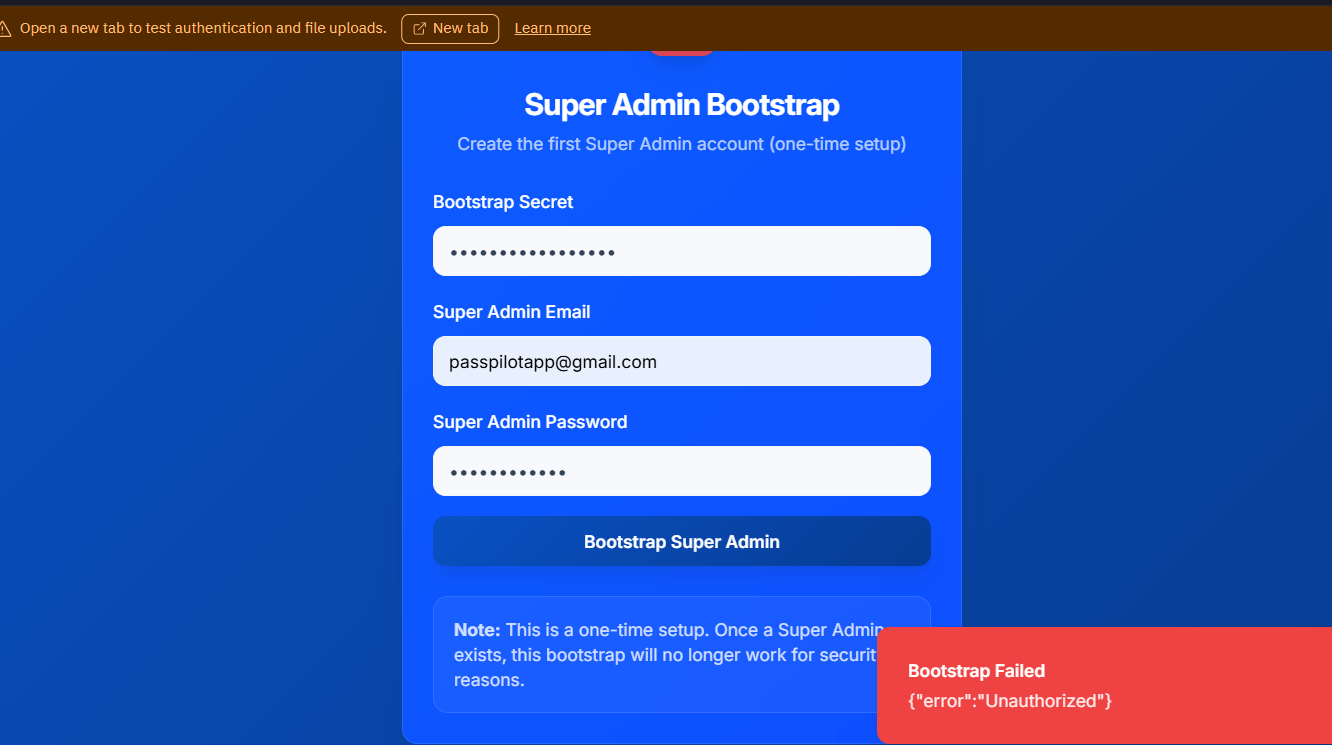 Open a new tab to test authentication and file uploads. New tab Learn more
Super Admin Bootstrap
Create the first Super Admin account (one-time setup)
Bootstrap Secret
•••••••••••••••••
Super Admin Email
passpilotapp@gmail.com
Super Admin Password
••••••••••••
Bootstrap Super Admin
Note: This is a one-time setup. Once a Super Admin
exists, this bootstrap will no longer work for securit
reasons.
Bootstrap Failed
{"error":"Unauthorized"}